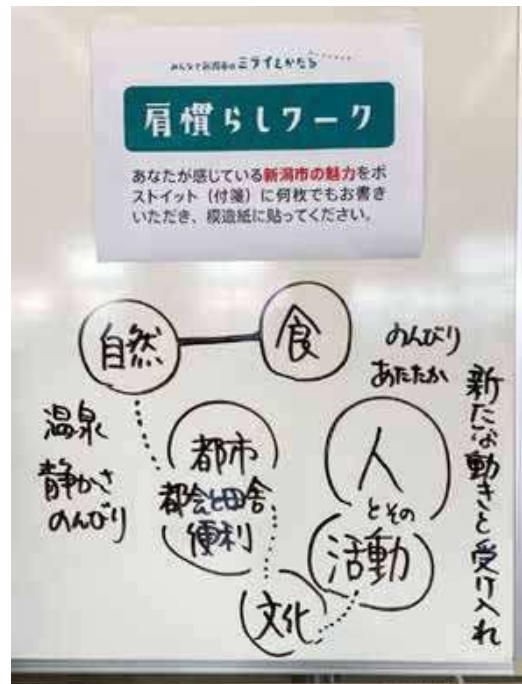 みんなで新潟市のミライをかたる
肩慣らしワーク
あなたが感じている新潟市の魅力をポ
ストイット（付箋）に何枚でもお書き
いただき、模造紙に貼ってください。
自然
食
のんびり
あたたか
新たな動きと受け入れ
温泉
静かさ
のんびり
都市
都会と田舎
便利
人
とその
活動
文化